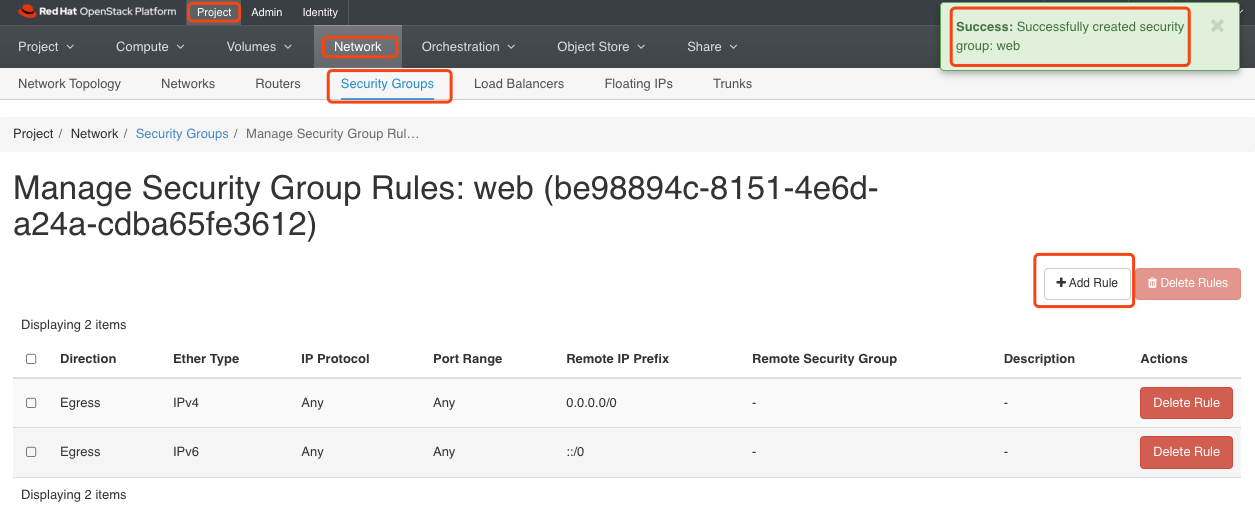 Red Hat OpenStack Platform Project Admin Identity
Project Compute Volumes Network Orchestration Object Store Share
Success: Successfully created security
group: web
Network Topology Networks Routers Security Groups Load Balancers Floating IPs Trunks
Project / Network / Security Groups / Manage Security Group Rul…
Manage Security Group Rules: web (be98894c-8151-4e6d-
a24a-cdba65fe3612)
Add Rule Delete Rules
Displaying 2 items
Direction Ether Type IP Protocol Port Range Remote IP Prefix Remote Security Group Description Actions
Egress IPv4 Any Any 0.0.0.0/0 - - Delete Rule
Egress IPv6 Any Any ::/0 - - Delete Rule
Displaying 2 items